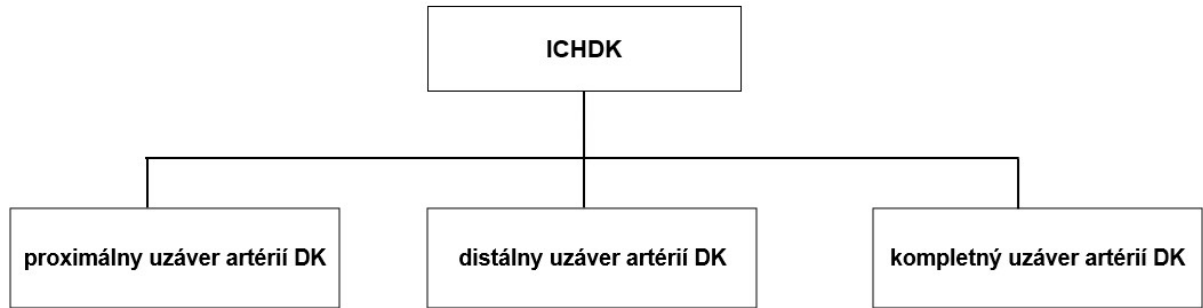 ICHDK
proximálny uzáver artérií DK
distálny uzáver artérií DK
kompletný uzáver artérií DK